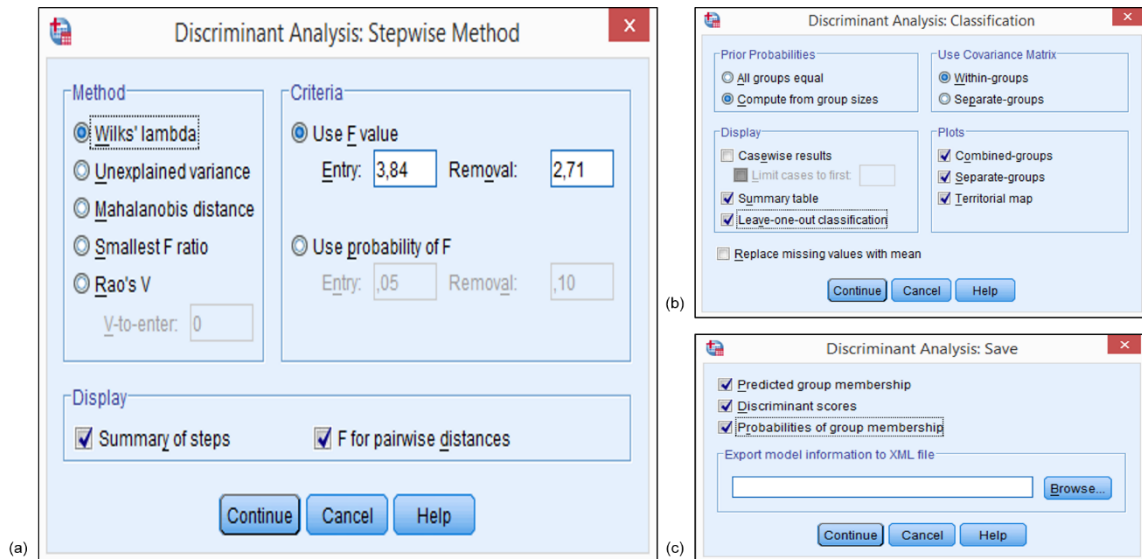 Discriminant Analysis: Stepwise Method
X
Method
Wilks' lambda
Unexplained variance
Mahalanobis distance
Smallest F ratio
Rao's V
V-to-enter: 0
Criteria
Use F value
Entry: 3,84 Removal: 2,71
Use probability of F
Entry: ,05 Removal: ,10
Display
Summary of steps F for pairwise distances
Continue Cancel Help
(a)
Discriminant Analysis: Classification
×
Prior Probabilities
All groups equal
Compute from group sizes
Use Covariance Matrix
Within-groups
Separate-groups
Display
Casewise results
Limit cases to first:
Summary table
Leave-one-out classification
Plots
Combined-groups
Separate-groups
Territorial map
Replace missing values with mean
Continue Cancel Help
(b)
Discriminant Analysis: Save
×
Predicted group membership
Discriminant scores
Probabilities of group membership
Export model information to XML file
Browse...
Continue Cancel Help
(c)